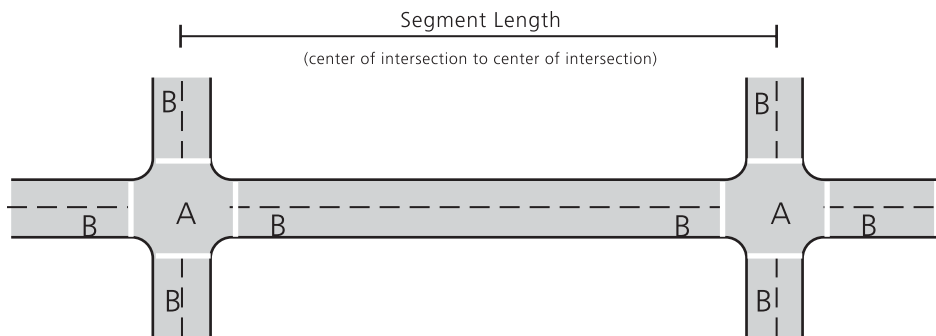 Segment Length
(center of intersection to center of intersection)
B B
A A
B B B B
B B